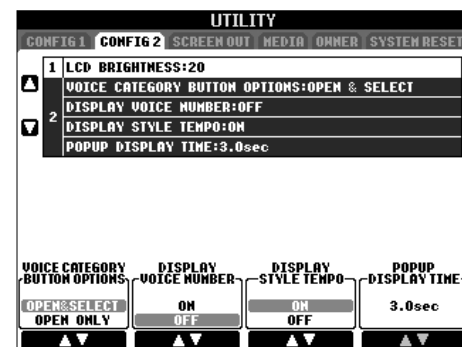 UTILITY
CONFIG 1 CONFIG 2 SCREEN OUT MEDIA OWNER SYSTEM RESET
1 LCD BRIGHTNESS:20
2 VOICE CATEGORY BUTTON OPTIONS:OPEN & SELECT
DISPLAY VOICE NUMBER:OFF
DISPLAY STYLE TEMPO:ON
POPUP DISPLAY TIME:3.0sec
VOICE CATEGORY BUTTON OPTIONS
DISPLAY VOICE NUMBER
DISPLAY STYLE TEMPO
POPUP DISPLAY TIME
OPEN&SELECT ON ON 3.0sec
OPEN ONLY OFF OFF